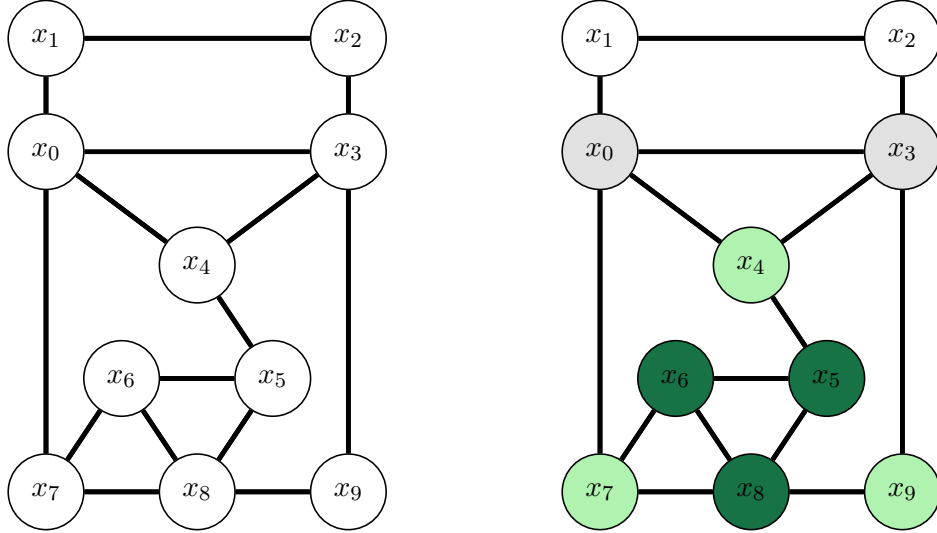 x₁ x₂ x₁ x₂
x₀ x₃ x₀ x₃
x₄ x₄
x₆ x₅ x₆ x₅
x₇ x₈ x₉ x₇ x₈ x₉